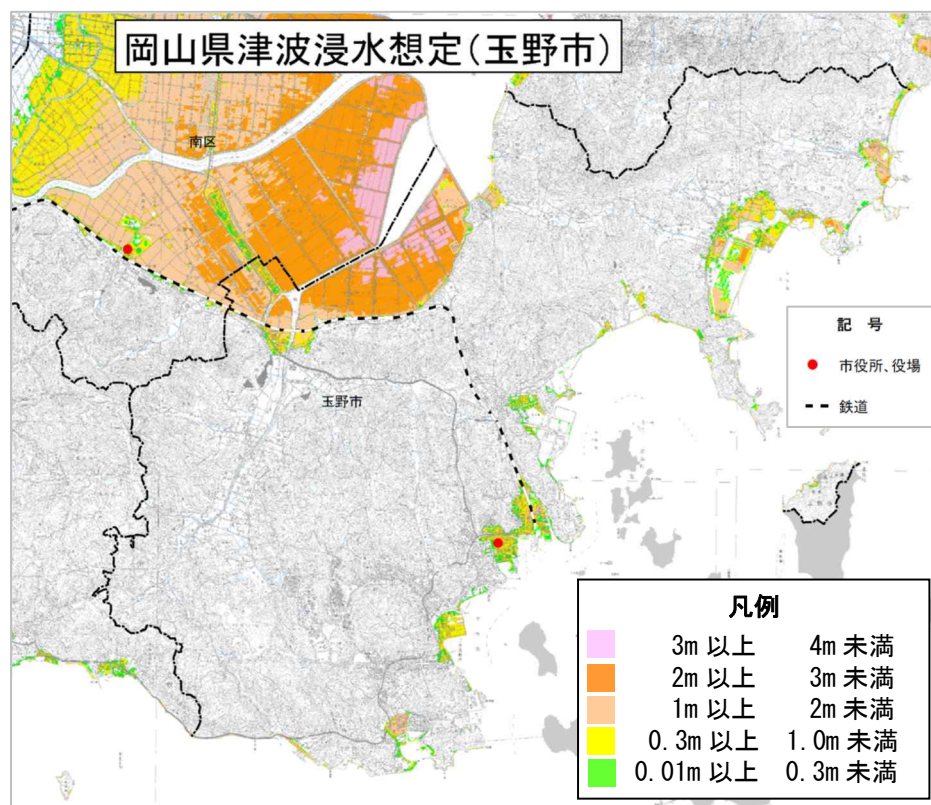 岡山県津波浸水想定(玉野市)
南区
記 号
市役所、役場
鉄道
玉野市
凡例
3m 以上 4m 未満
2m 以上 3m 未満
1m 以上 2m 未満
0.3m 以上 1.0m 未満
0.01m 以上 0.3m 未満